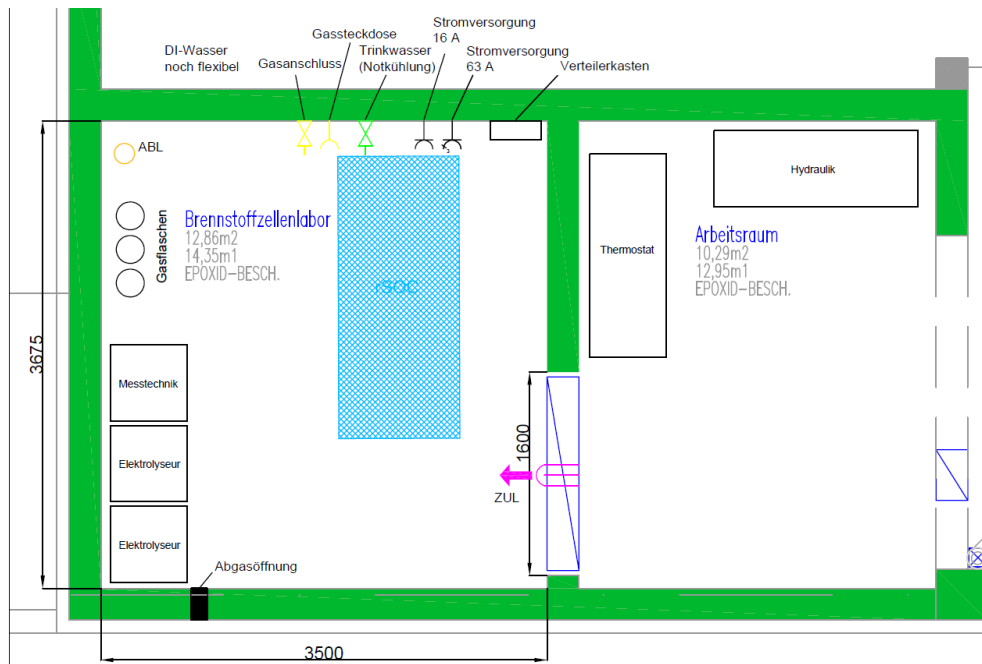 Stromversorgung
16 A
Gassteckdose
DI-Wasser
noch flexibel
Gasanschluss
Trinkwasser
(Notkühlung)
Stromversorgung
63 A
Verteilerkasten
ABL
3
Hydraulik
Gasflaschen
Brennstoffzellenlabor
12,86m2
14,35m1
EPOXID-BESCH.
Thermostat
Arbeitsraum
10,29m2
12,95m1
EPOXID-BESCH.
rSOC
3675
Messtechnik
1600
Elektrolyseur
ZUL
Elektrolyseur
Abgasöffnung
3500